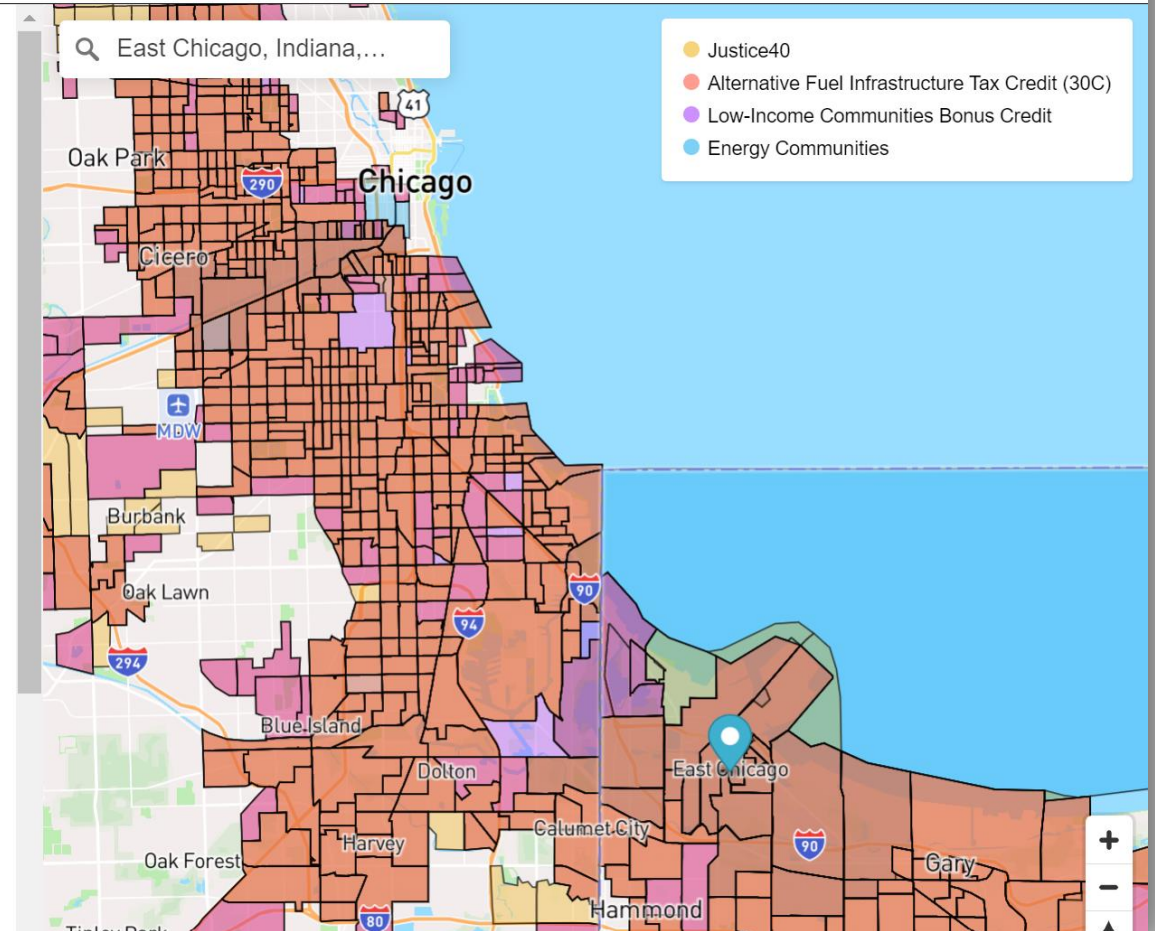 East Chicago, Indiana,...
Justice40
Alternative Fuel Infrastructure Tax Credit (30C)
Low-Income Communities Bonus Credit
Energy Communities
41
Oak Park
290
Chicago
Cicero
MDW
Burbank
90
Oak Lawn
94
294
Blue Island
Dolton
East Chicago
Calumet City
Harvey
90
Oak Forest
Gary
Hammond
80
Tinley Park